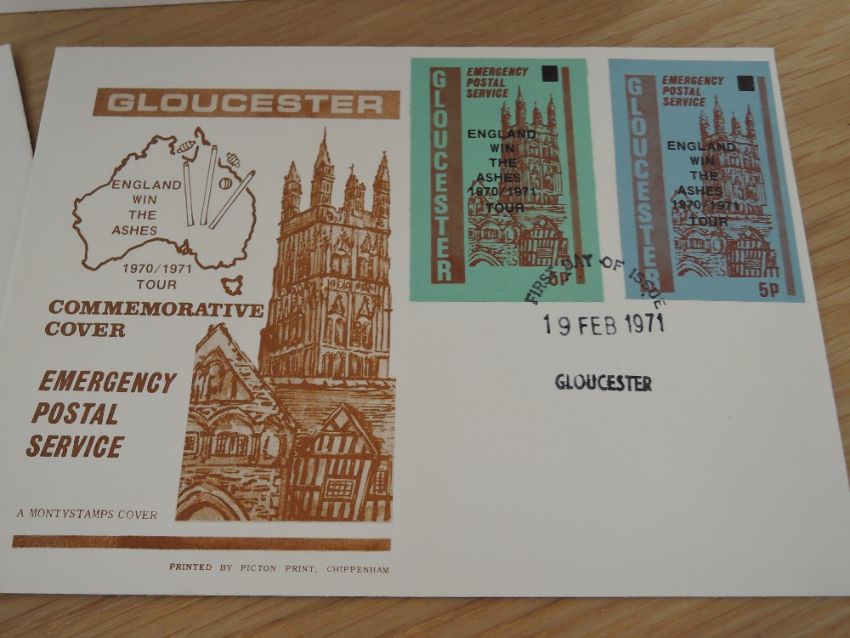 GLOUCESTER
ENGLAND
WIN
THE
ASHES
1970/1971
TOUR
COMMEMORATIVE
COVER
EMERGENCY
POSTAL
SERVICE
A MONTYSTAMPS COVER
PRINTED BY PICTON PRINT, CHIPPENHAM
GLOUCESTER
EMERGENCY
POSTAL
SERVICE
ENGLAND
WIN
THE
ASHES
1970/1971
TOUR
GLOUCESTER
EMERGENCY
POSTAL
SERVICE
ENGLAND
WIN
THE
ASHES
1970/1971
TOUR
5P
FIRST DAY OF ISSUE
19 FEB 1971
GLOUCESTER